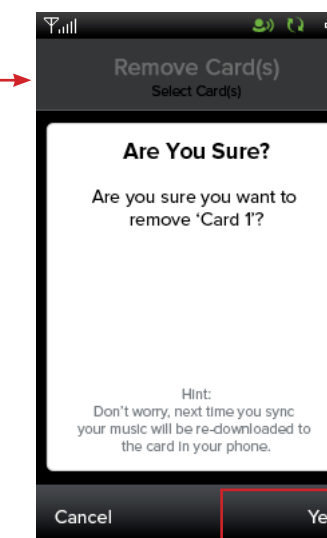 Remove Card(s)
Select Card(s)
Are You Sure?
Are you sure you want to
remove ‘Card 1’?
Hint:
Don’t worry, next time you sync
your music will be re-downloaded to
the card in your phone.
Cancel